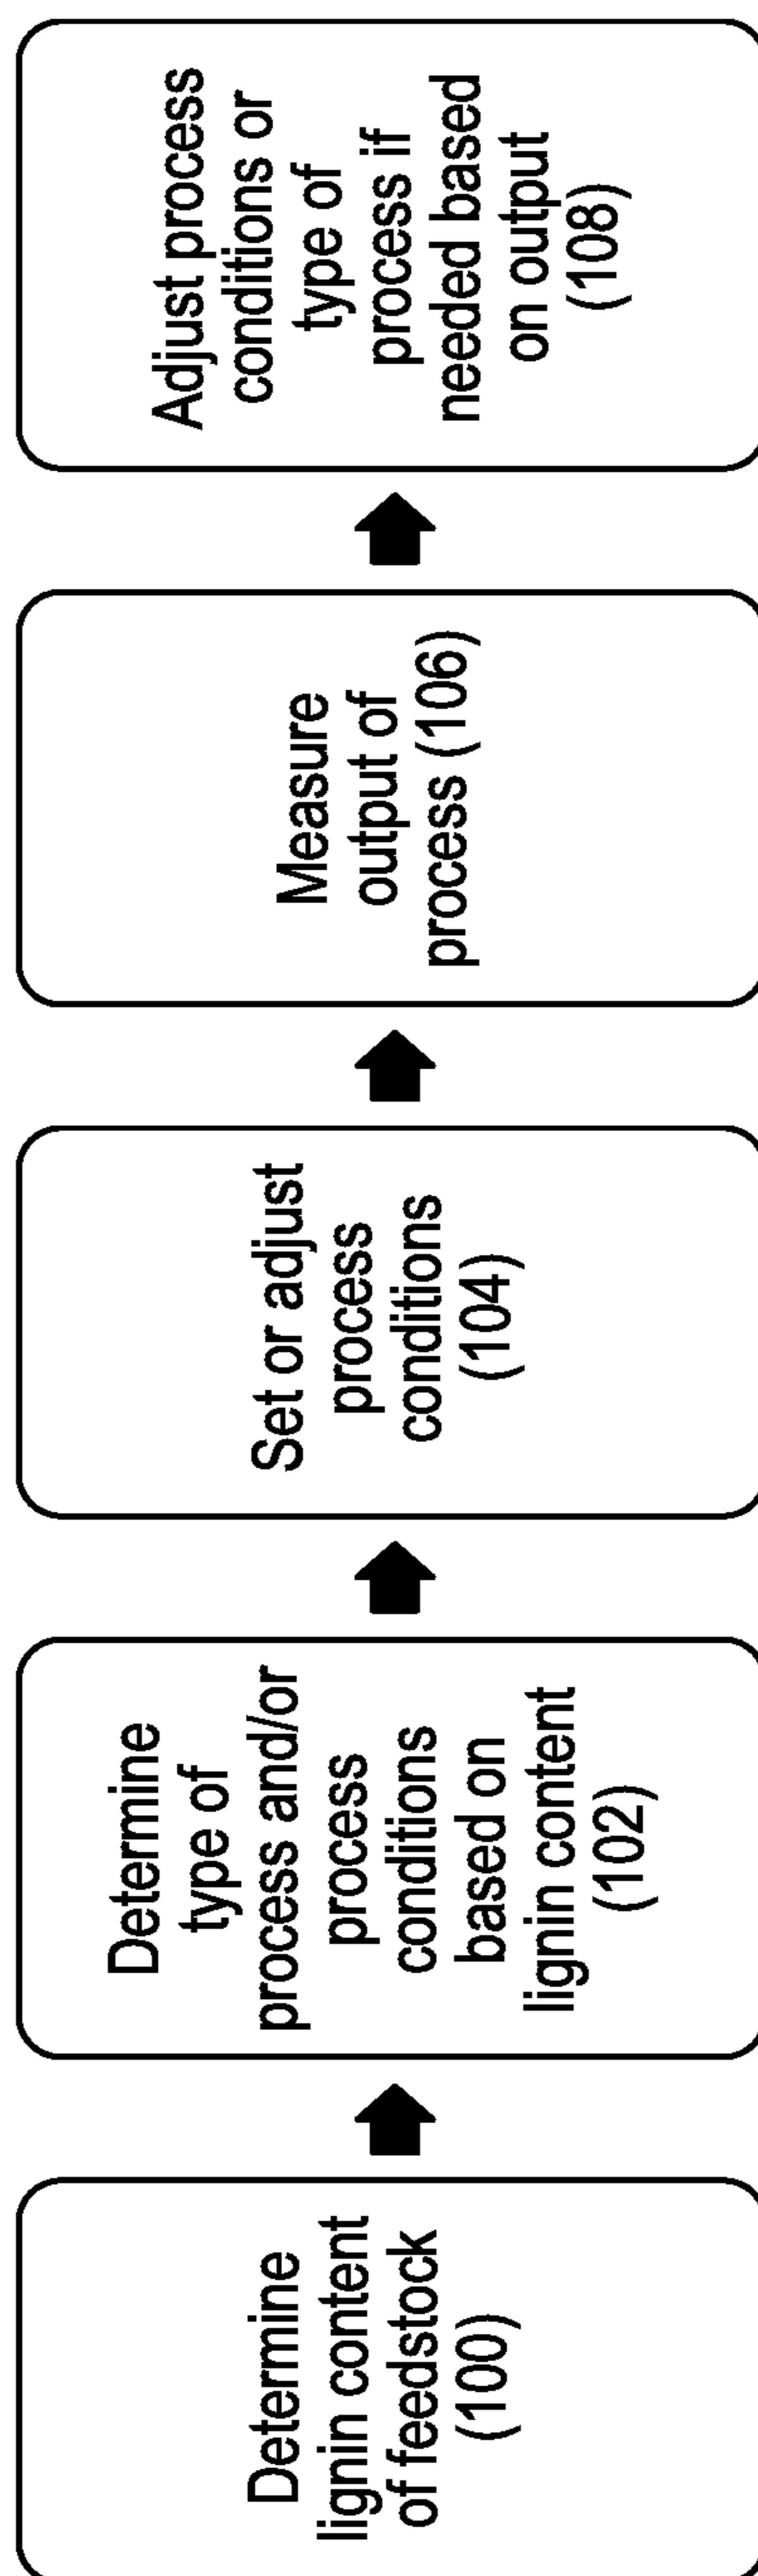 Determine
lignin content
of feedstock
(100)
Determine
type of
process and/or
process
conditions
based on
lignin content
(102)
Set or adjust
process
conditions
(104)
Measure
output of
process (106)
Adjust process
conditions or
type of
process if
needed based
on output
(108)